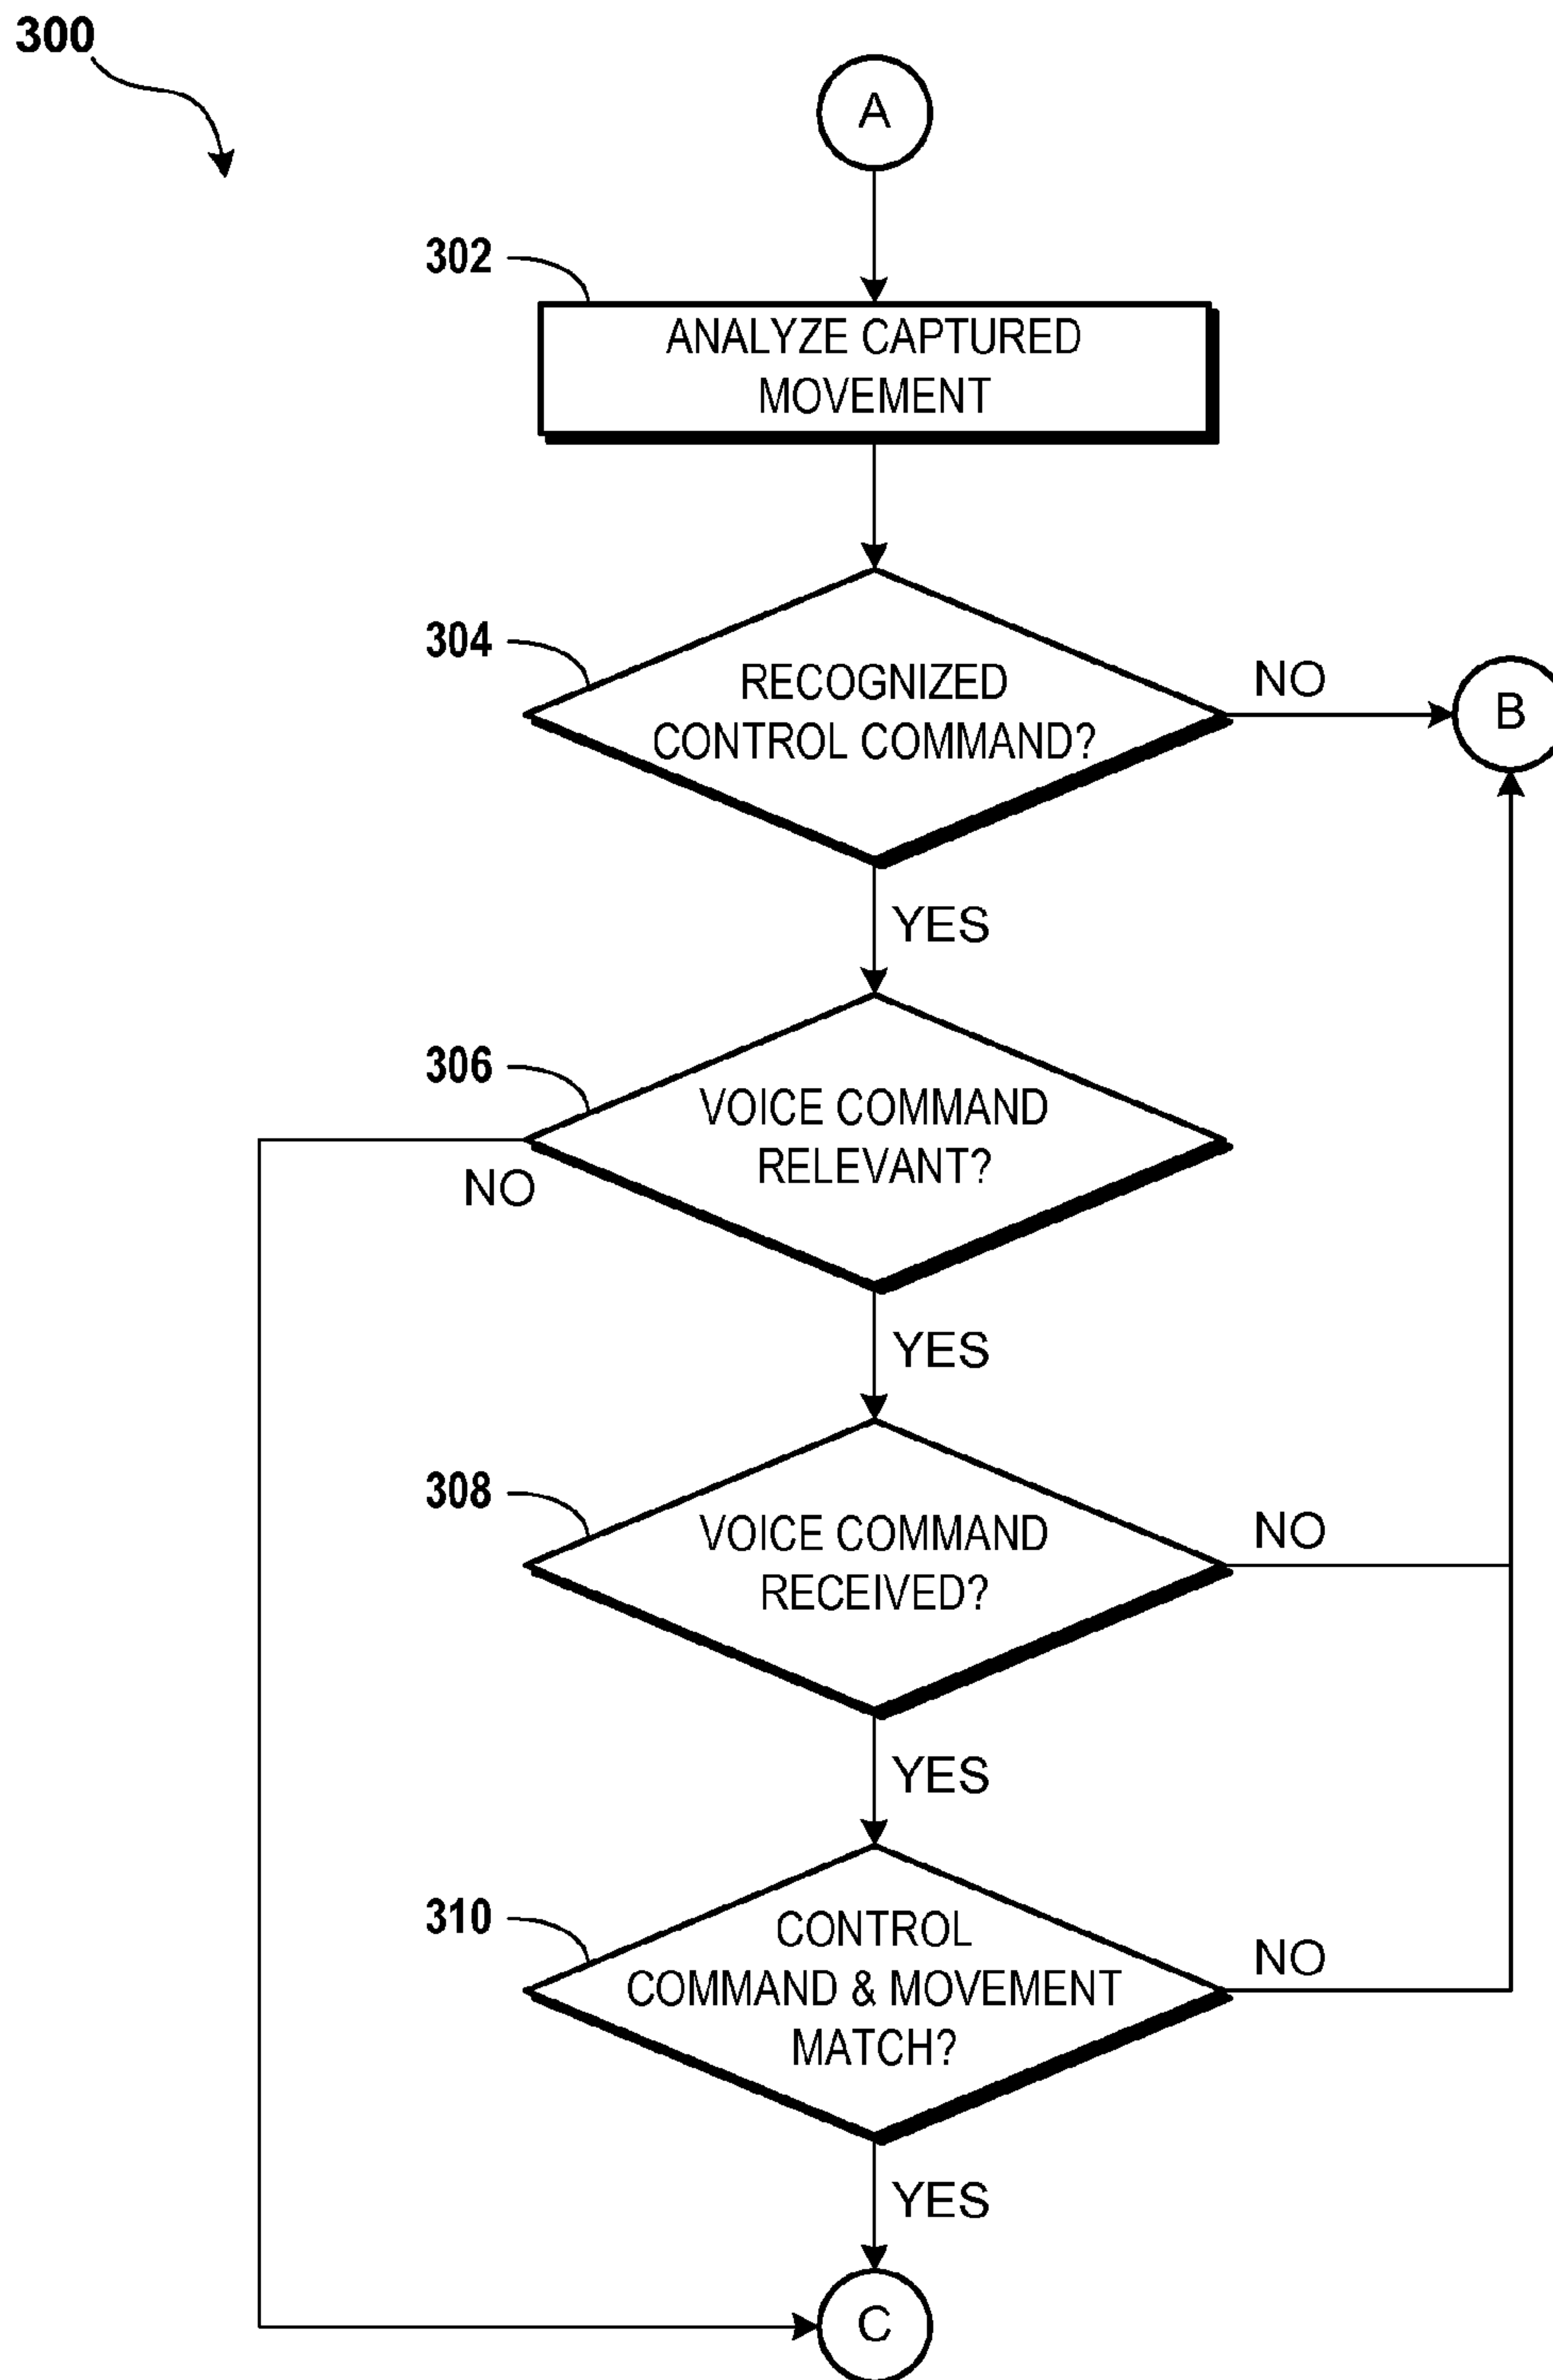 300
A
302
ANALYZE CAPTURED
MOVEMENT
304
RECOGNIZED
CONTROL COMMAND?
NO
B
YES
306
VOICE COMMAND
RELEVANT?
NO
YES
308
VOICE COMMAND
RECEIVED?
NO
YES
310
CONTROL
COMMAND & MOVEMENT
MATCH?
NO
YES
C